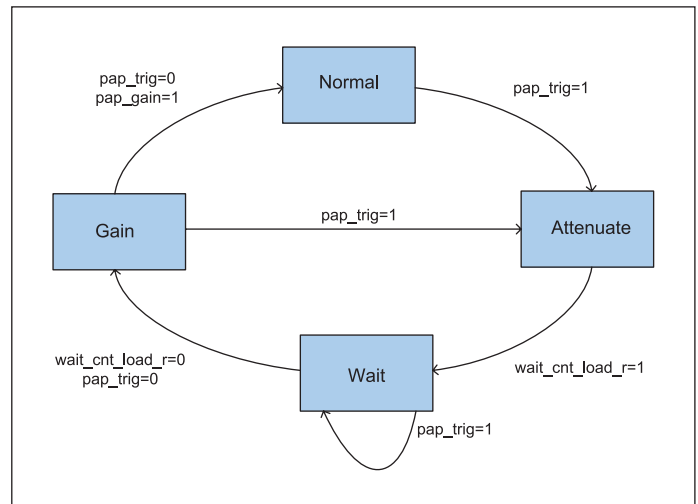 pap_trig=0
pap_gain=1
Normal
pap_trig=1
Gain
pap_trig=1
Attenuate
wait_cnt_load_r=0
pap_trig=0
Wait
wait_cnt_load_r=1
pap_trig=1